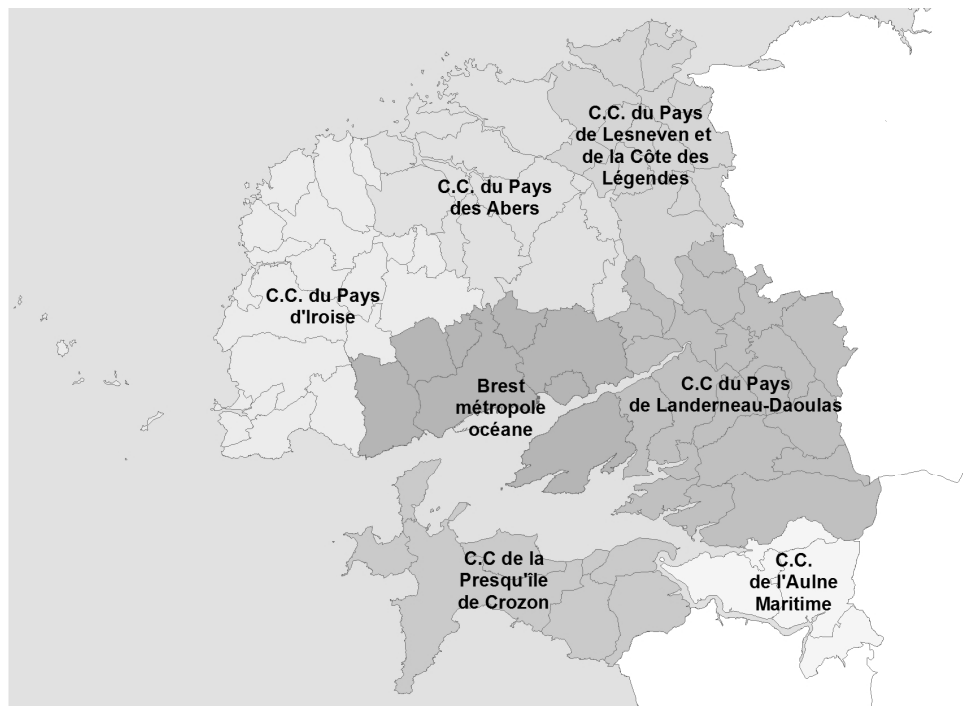 C.C. du Pays
de Lesneven et
de la Côte des
Légendes
C.C. du Pays
des Abers
C.C. du Pays
d'Iroise
Brest
métropole
océane
C.C du Pays
de Landerneau-Daoulas
C.C de la
Presqu'île
de Crozon
C.C.
de l'Aulne
Maritime